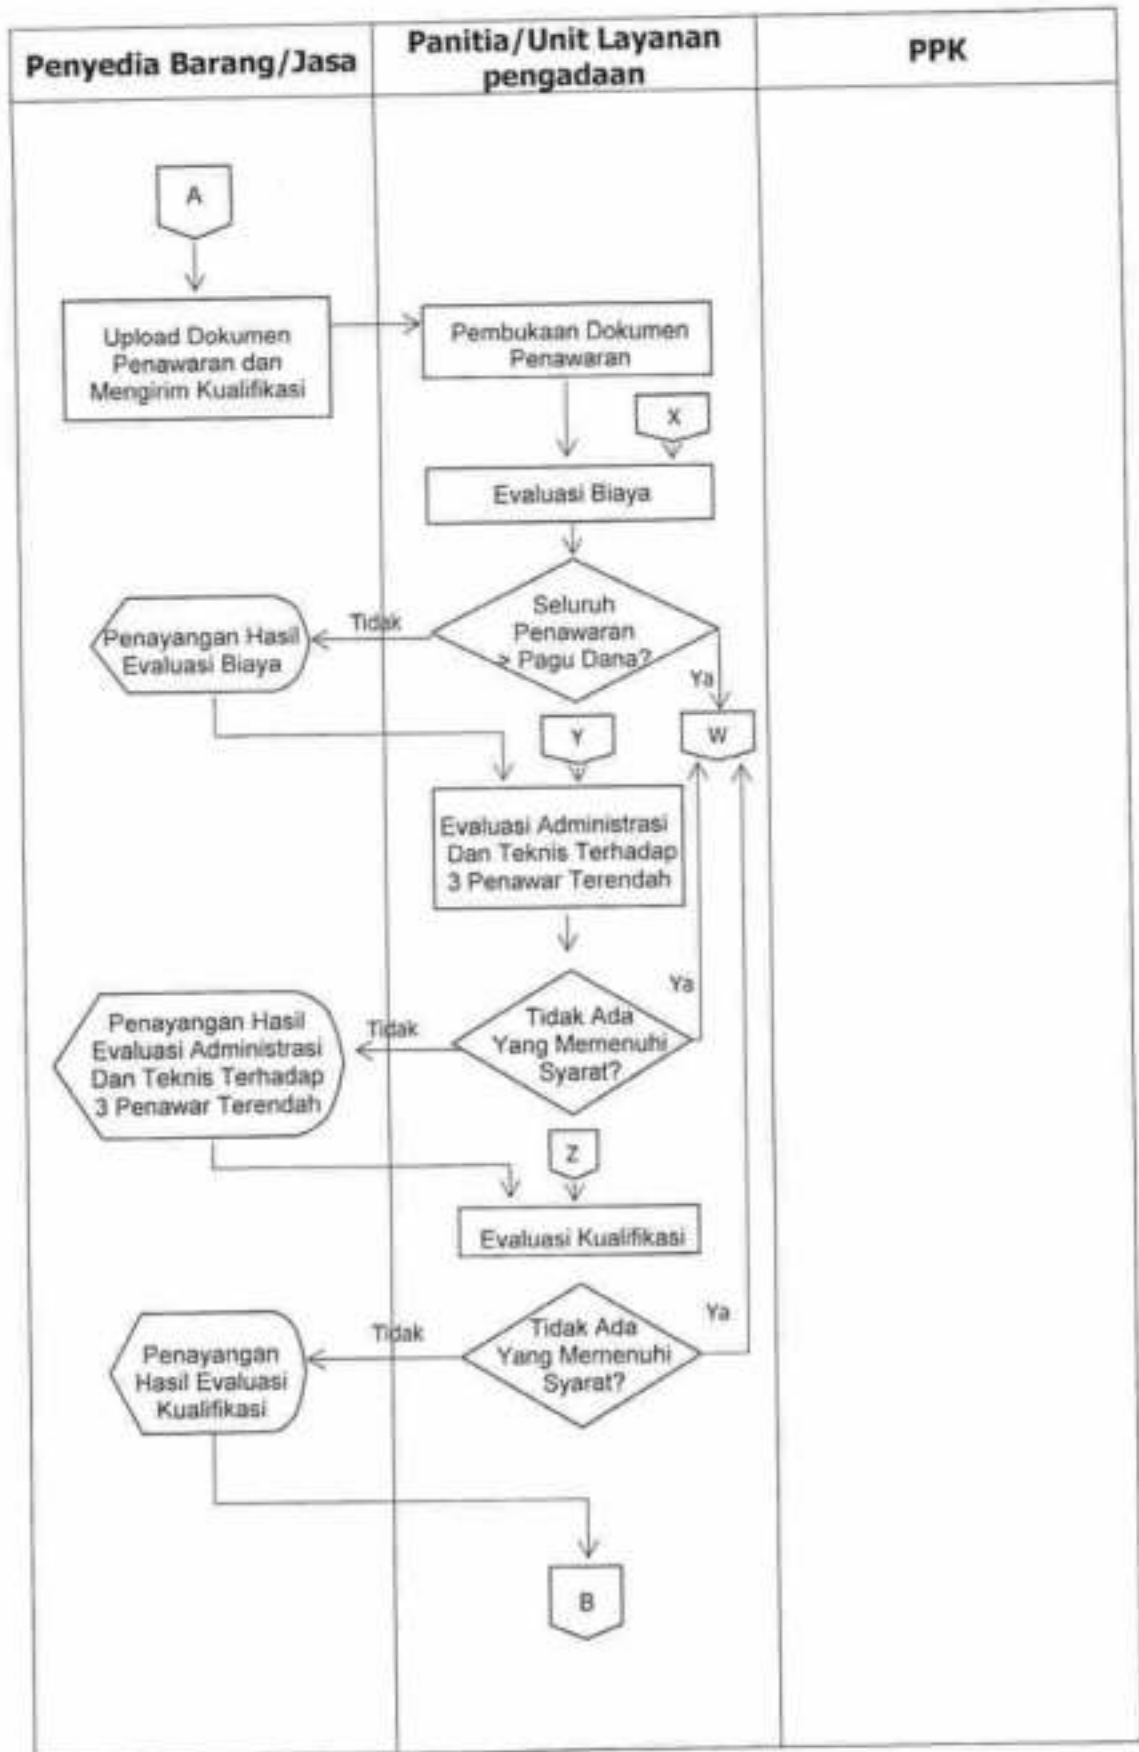 Penyedia Barang/Jasa
Panitia/Unit Layanan
pengadaan
PPK
A
Upload Dokumen
Penawaran dan
Mengirim Kualifikasi
Pembukaan Dokumen
Penawaran
X
Evaluasi Biaya
Seluruh
Penawaran
> Pagu Dana?
Tidak
Penayangan Hasil
Evaluasi Biaya
Ya
Y
W
Evaluasi Administrasi
Dan Teknis Terhadap
3 Penawar Terendah
Ya
Tidak Ada
Yang Memenuhi
Syarat?
Tidak
Penayangan Hasil
Evaluasi Administrasi
Dan Teknis Terhadap
3 Penawar Terendah
Z
Evaluasi Kualifikasi
Ya
Tidak Ada
Yang Memenuhi
Syarat?
Tidak
Penayangan
Hasil Evaluasi
Kualifikasi
B